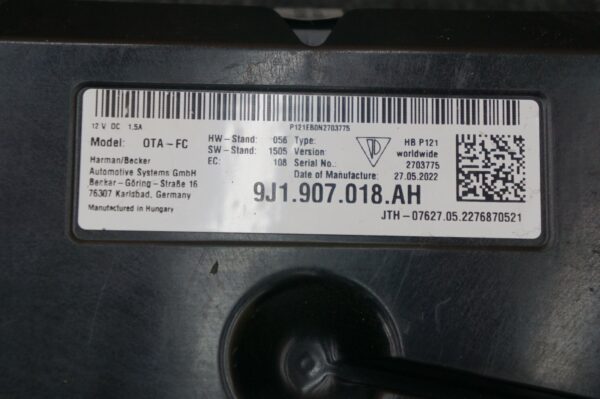 P121EB0N2703775
12 V DC 1,5A
Model: OTA-FC
HW-Stand: 056 Type: HB P121
SW-Stand: 1505 Version worldwide
EC: 108 Serial No.: 2703775
Date of Manufacture: 27.05.2022
Harman/Becker
Automotive Systems GmbH
Becker-Göring-Straße 16
76307 Karlsbad, Germany
Manufactured in Hungary
9J1.907.018.AH
JTH-07627.05.2276870521